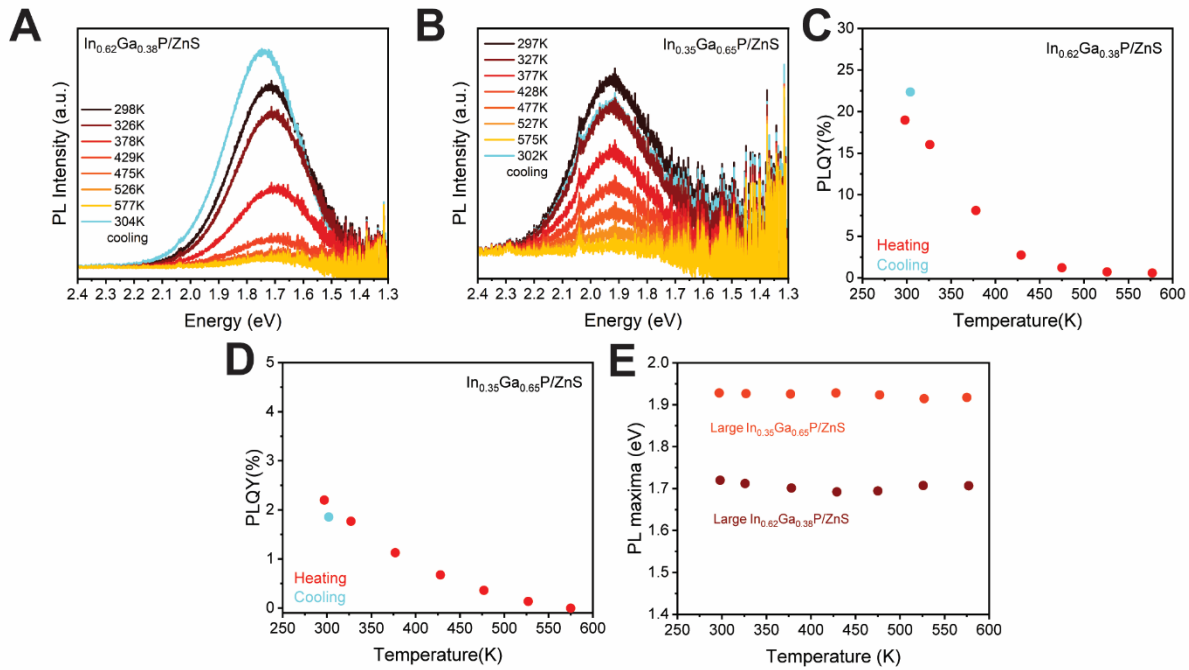 A
In0.62Ga0.38P/ZnS
PL Intensity (a.u.)
298K
326K
378K
429K
475K
526K
577K
304K
cooling
2.4 2.3 2.2 2.1 2.0 1.9 1.8 1.7 1.6 1.5 1.4 1.3
Energy (eV)
B
In0.35Ga0.65P/ZnS
PL Intensity (a.u.)
297K
327K
377K
428K
477K
527K
575K
302K
cooling
2.4 2.3 2.2 2.1 2.0 1.9 1.8 1.7 1.6 1.5 1.4 1.3
Energy (eV)
C
In0.62Ga0.38P/ZnS
PLQY(%)
30
25
20
15
10
5
0
Heating
Cooling
250 300 350 400 450 500 550 600
Temperature(K)
D
In0.35Ga0.65P/ZnS
PLQY(%)
5
4
3
2
1
0
Heating
Cooling
250 300 350 400 450 500 550 600
Temperature(K)
E
PL maxima (eV)
2.0
1.9
1.8
1.7
1.6
1.5
1.4
Large In0.35Ga0.65P/ZnS
Large In0.62Ga0.38P/ZnS
250 300 350 400 450 500 550 600
Temperature (K)